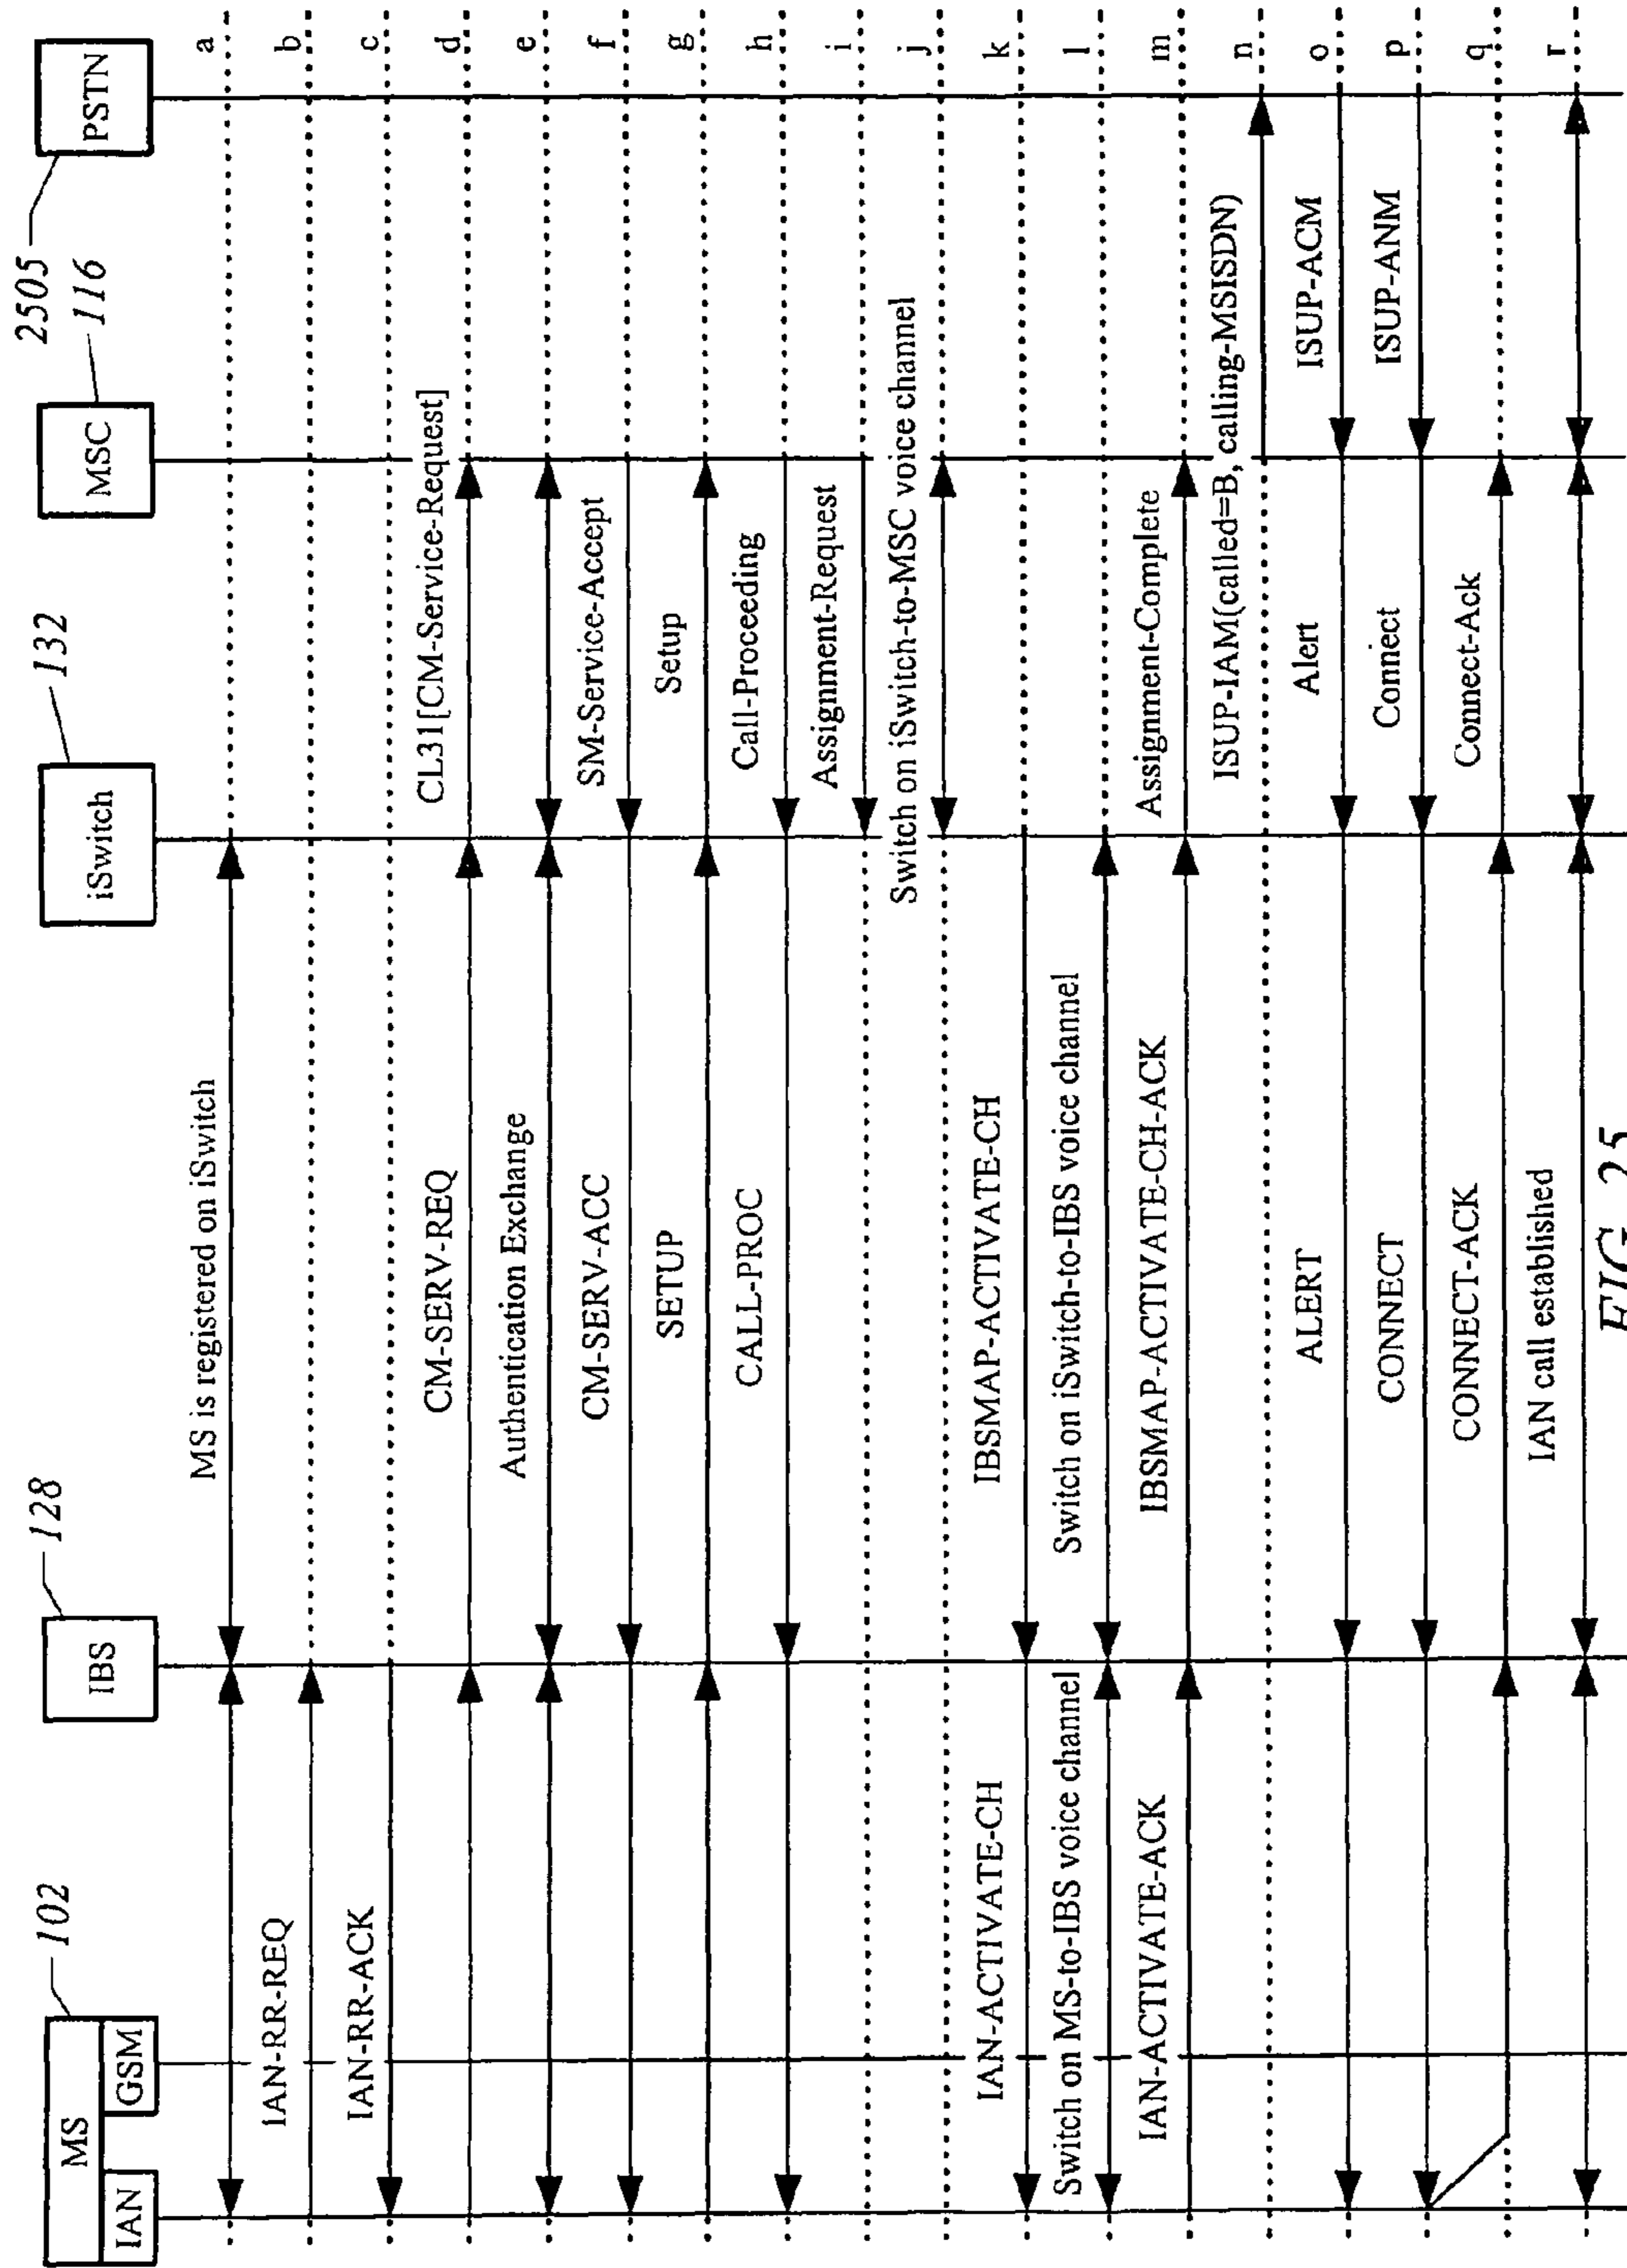 MS
IAN
GSM
102
IBS
128
iSwitch
132
MSC
116
PSTN
2505
MS is registered on iSwitch
a
IAN-RR-REQ
b
IAN-RR-ACK
c
CM-SERV-REQ
CL31[CM-Service-Request]
d
Authentication Exchange
e
CM-SERV-ACC
SM-Service-Accept
f
SETUP
Setup
g
CALL-PROC
Call-Proceeding
h
Assignment-Request
i
Switch on iSwitch-to-MSC voice channel
j
IAN-ACTIVATE-CH
IBSMAP-ACTIVATE-CH
k
Switch on MS-to-IBS voice channel
Switch on iSwitch-to-IBS voice channel
l
IAN-ACTIVATE-ACK
IBSMAP-ACTIVATE-CH-ACK
Assignment-Complete
m
ISUP-IAM(called=B, calling-MSISDN)
n
ALERT
Alert
ISUP-ACM
o
CONNECT
Connect
ISUP-ANM
p
CONNECT-ACK
Connect-Ack
q
IAN call established
r
FIG. 25